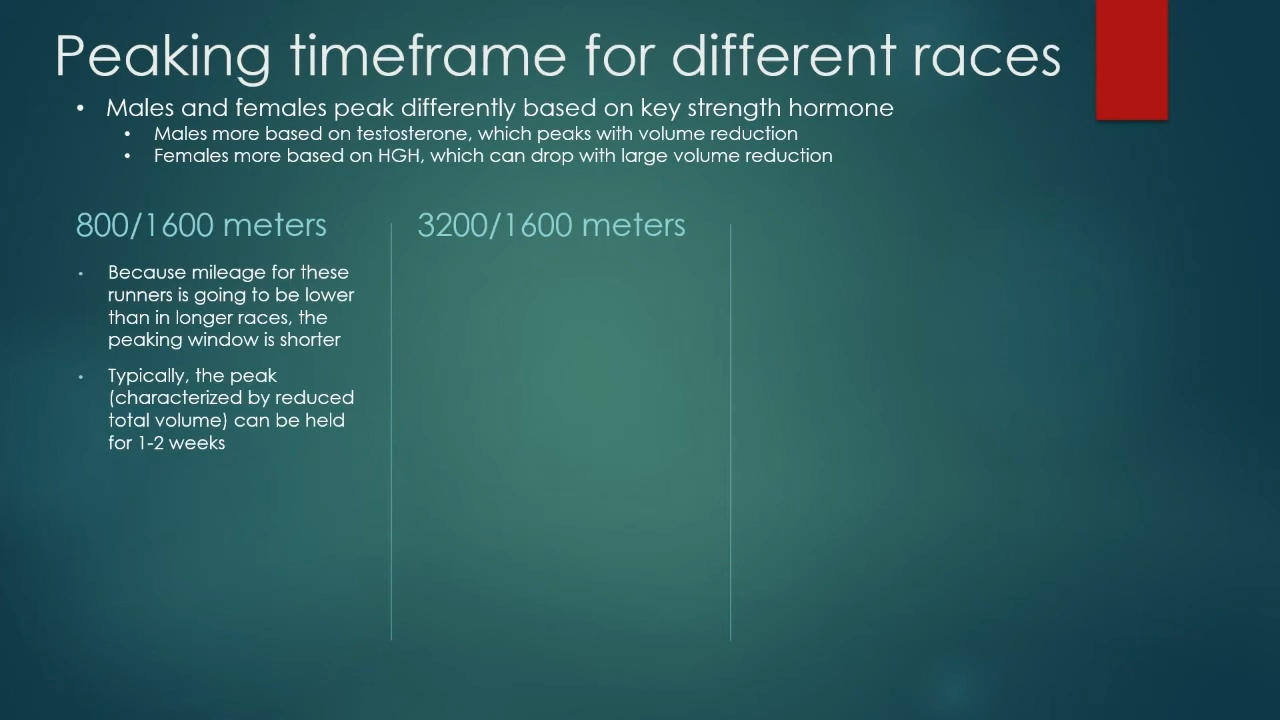 Peaking timeframe for different races
• Males and females peak differently based on key strength hormone
• Males more based on testosterone, which peaks with volume reduction
• Females more based on HGH, which can drop with large volume reduction
800/1600 meters
• Because mileage for these
runners is going to be lower
than in longer races, the
peaking window is shorter
• Typically, the peak
(characterized by reduced
total volume) can be held
for 1-2 weeks
3200/1600 meters